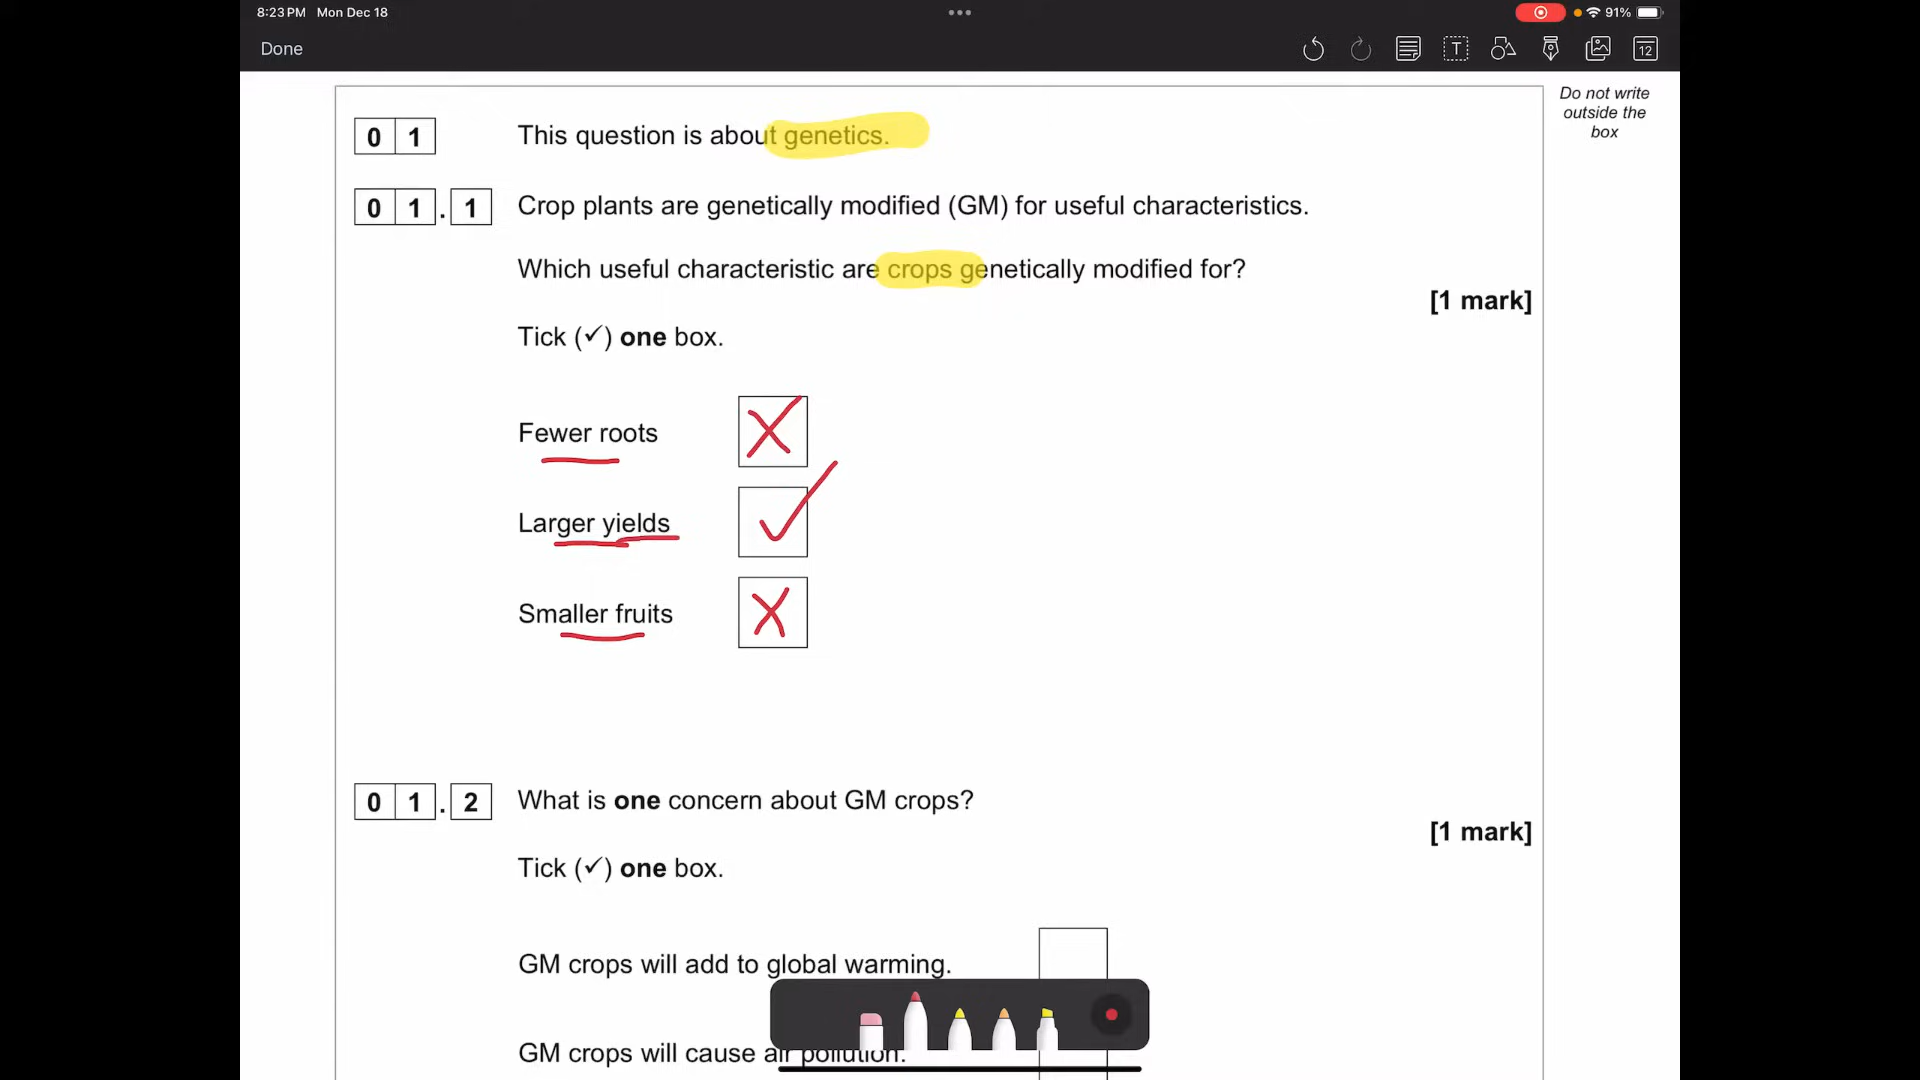 8:23 PM Mon Dec 18
91%
Done
T
12
Do not write
outside the
box
0 1 This question is about genetics.
0 1 . 1 Crop plants are genetically modified (GM) for useful characteristics.
Which useful characteristic are crops genetically modified for?
[1 mark]
Tick (✓) one box.
Fewer roots
Larger yields
Smaller fruits
0 1 . 2 What is one concern about GM crops?
[1 mark]
Tick (✓) one box.
GM crops will add to global warming.
GM crops will cause air pollution.